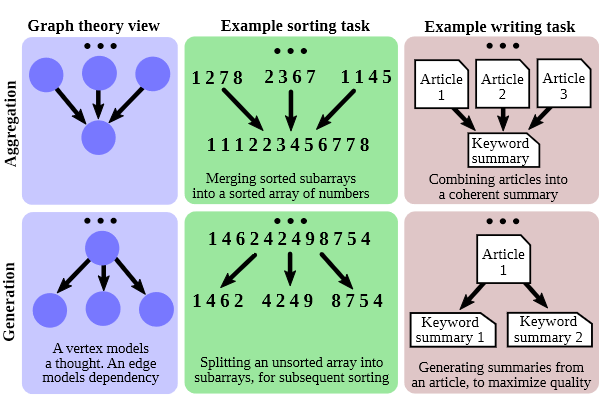 Graph theory view
Example sorting task
Example writing task
Aggregation
...
1 2 7 8 2 3 6 7 1 1 4 5
1 1 1 2 2 3 4 5 6 7 7 8
Merging sorted subarrays
into a sorted array of numbers
...
Article
1
Article
2
Article
3
Keyword
summary
Combining articles into
a coherent summary
...
Generation
...
A vertex models
a thought. An edge
models dependency
...
1 4 6 2 4 2 4 9 8 7 5 4
1 4 6 2 4 2 4 9 8 7 5 4
Splitting an unsorted array into
subarrays, for subsequent sorting
...
Article
1
Keyword
summary 1
Keyword
summary 2
Generating summaries from
an article, to maximize quality